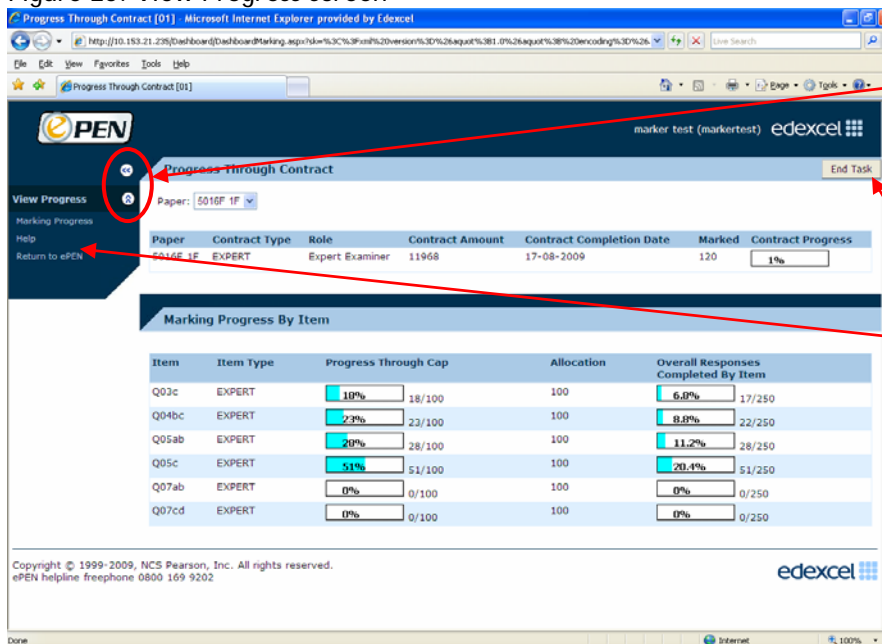 Progress Through Contract [01] - Microsoft Internet Explorer provided by Edexcel
http://10.153.21.235/Dashboard/DashboardMarking.aspx?sk=%3C%3Fxml%20version%3D%26aquot%3B1.0%26aquot%3B%20encoding%3D%26 Live Search
File Edit View Favorites Tools Help
Progress Through Contract [01] Page Tools
ePEN marker test (markertest) edexcel
Progress Through Contract End Task
View Progress Paper: 5016F 1F
Marking Progress
Help Paper Contract Type Role Contract Amount Contract Completion Date Marked Contract Progress
Return to ePEN 5016F 1F EXPERT Expert Examiner 11968 17-08-2009 120 1%
Marking Progress By Item
Item Item Type Progress Through Cap Allocation Overall Responses
Completed By Item
Q03c EXPERT 18% 18/100 100 6.8% 17/250
Q04bc EXPERT 23% 23/100 100 8.8% 22/250
Q05ab EXPERT 28% 28/100 100 11.2% 28/250
Q05c EXPERT 51% 51/100 100 20.4% 51/250
Q07ab EXPERT 0% 0/100 100 0% 0/250
Q07cd EXPERT 0% 0/100 100 0% 0/250
Copyright © 1999-2009, NCS Pearson, Inc. All rights reserved.
ePEN helpline freephone 0800 169 9202 edexcel
Done Internet 100%